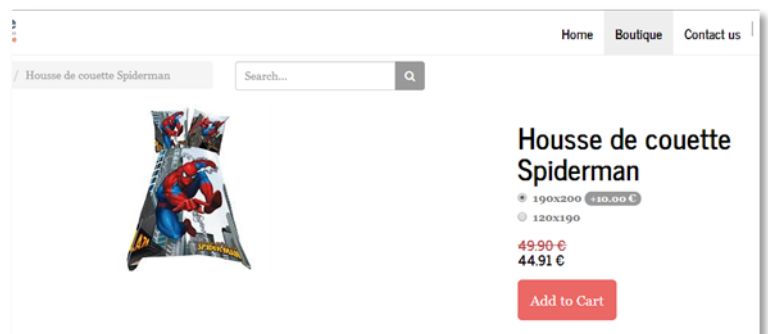 Home Boutique Contact us
/ Housse de couette Spiderman
Search...
Housse de couette
Spiderman
190x200 +10.00 €
120x190
49.90 €
44.91 €
Add to Cart
SPIDERMAN